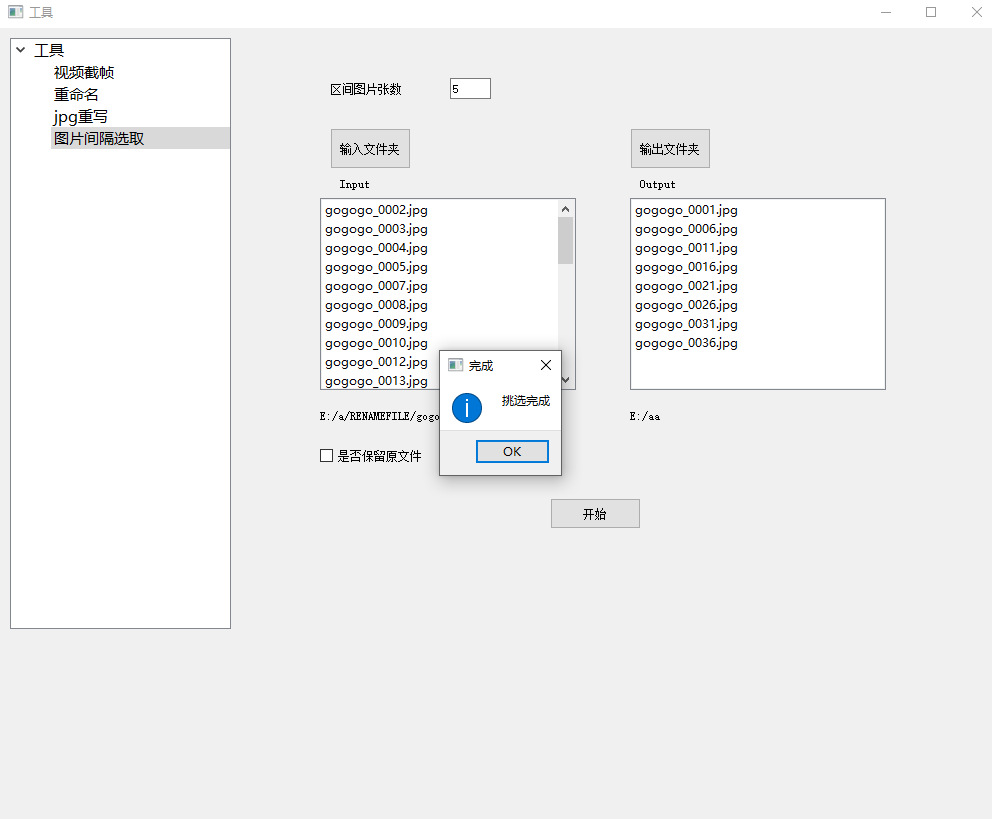 工具
工具
视频截帧
重命名
jpg重写
图片间隔选取
区间图片张数
5
输入文件夹
输出文件夹
Input
Output
gogogo_0002.jpg
gogogo_0003.jpg
gogogo_0004.jpg
gogogo_0005.jpg
gogogo_0007.jpg
gogogo_0008.jpg
gogogo_0009.jpg
gogogo_0010.jpg
gogogo_0012.jpg
gogogo_0013.jpg
gogogo_0001.jpg
gogogo_0006.jpg
gogogo_0011.jpg
gogogo_0016.jpg
gogogo_0021.jpg
gogogo_0026.jpg
gogogo_0031.jpg
gogogo_0036.jpg
完成
挑选完成
OK
E:/a/RENAMEFILE/gogo
E:/aa
是否保留原文件
开始